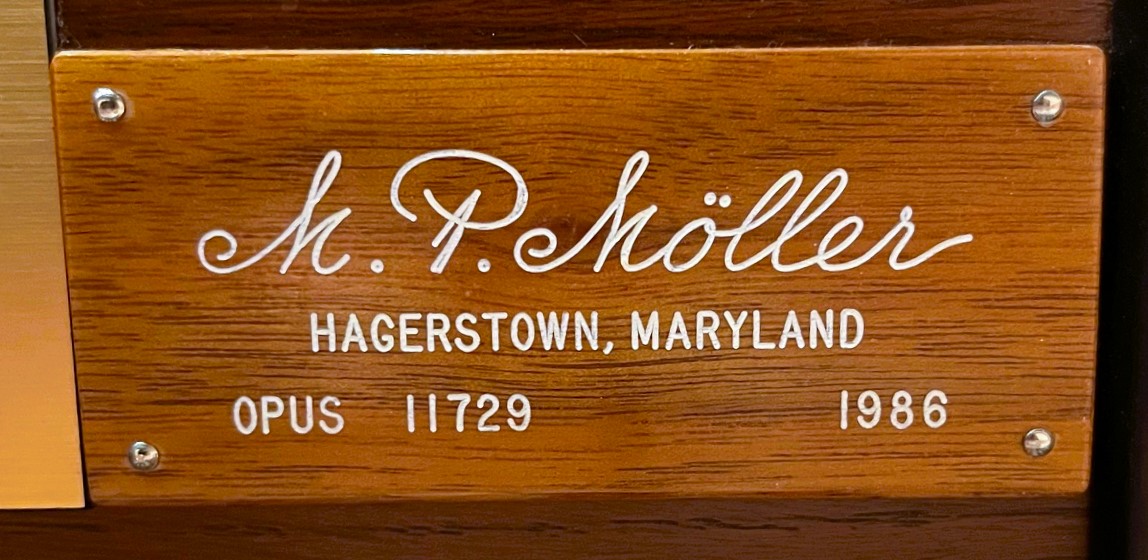 M. P. Möller
HAGERSTOWN, MARYLAND
OPUS 11729 1986